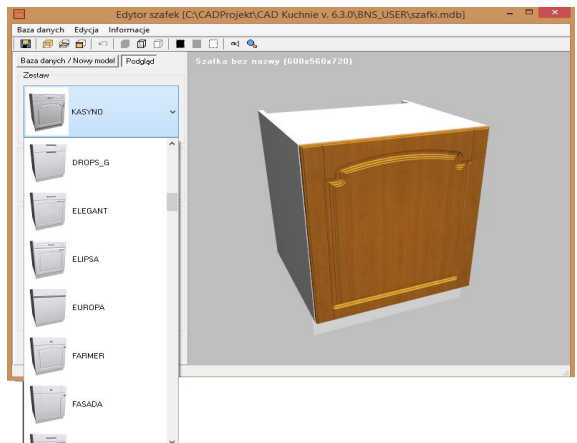 Edytor szafek [C:\CADProjekt\CAD Kuchnie v. 6.3.0\BNS_USER\szafki.mdb]
Baza danych Edycja Informacje
Baza danych / Nowy model Podgląd
Szafka bez nazwy (600x560x720)
Zestaw
KASYNO
DROPS_G
ELEGANT
ELIPSA
EUROPA
FARMER
FASADA